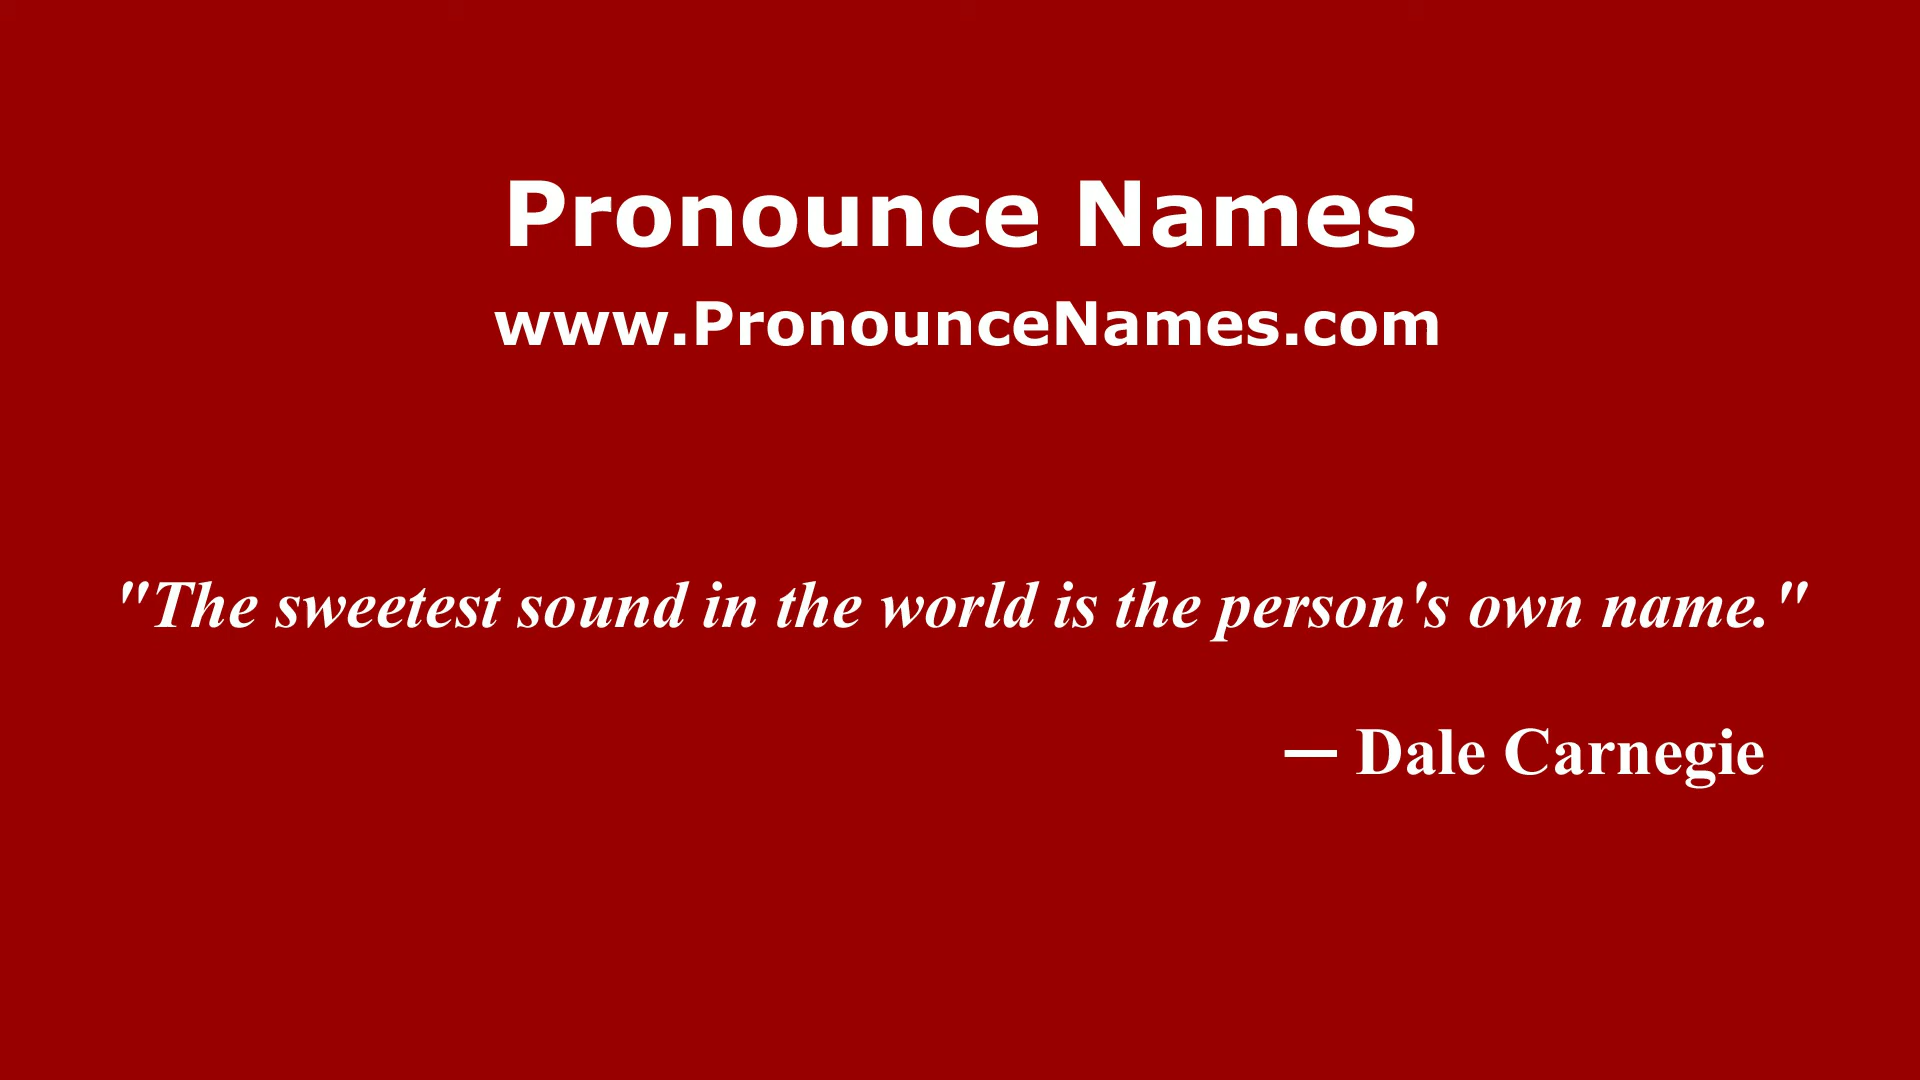 Pronounce Names
www.PronounceNames.com
"The sweetest sound in the world is the person's own name."
— Dale Carnegie